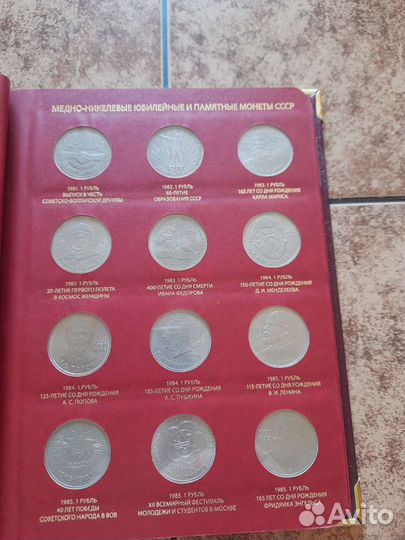 МЕДНО-НИКЕЛЕВЫЕ ЮБИЛЕЙНЫЕ И ПАМЯТНЫЕ МОНЕТЫ СССР
1981. 1 РУБЛЬ
ВЫПУСК В ЧЕСТЬ
СОВЕТСКО-БОЛГАРСКОЙ ДРУЖБЫ
1982. 1 РУБЛЬ
60-ЛЕТИЕ
ОБРАЗОВАНИЯ СССР
1983. 1 РУБЛЬ
165 ЛЕТ СО ДНЯ РОЖДЕНИЯ
КАРЛА МАРКСА
1983. 1 РУБЛЬ
20-ЛЕТИЕ ПЕРВОГО ПОЛЕТА
В КОСМОС ЖЕНЩИНЫ
1983. 1 РУБЛЬ
400-ЛЕТИЕ СО ДНЯ СМЕРТИ
ИВАНА ФЕДОРОВА
1984. 1 РУБЛЬ
150-ЛЕТИЕ СО ДНЯ РОЖДЕНИЯ
Д. И. МЕНДЕЛЕЕВА
1984. 1 РУБЛЬ
125-ЛЕТИЕ СО ДНЯ РОЖДЕНИЯ
А. С. ПОПОВА
1984. 1 РУБЛЬ
185-ЛЕТИЕ СО ДНЯ РОЖДЕНИЯ
А.С. ПУШКИНА
1985. 1 РУБЛЬ
115-ЛЕТИЕ СО ДНЯ РОЖДЕНИЯ
В. И. ЛЕНИНА
1985. 1 РУБЛЬ
40 ЛЕТ ПОБЕДЫ
СОВЕТСКОГО НАРОДА В ВОВ
1985. 1 РУБЛЬ
XII ВСЕМИРНЫЙ ФЕСТИВАЛЬ
МОЛОДЕЖИ И СТУДЕНТОВ В МОСКВЕ
1985. 1 РУБЛЬ
165 ЛЕТ СО ДНЯ РОЖДЕНИЯ
ФРИДРИХА ЭНГЕЛЬСА
Avito